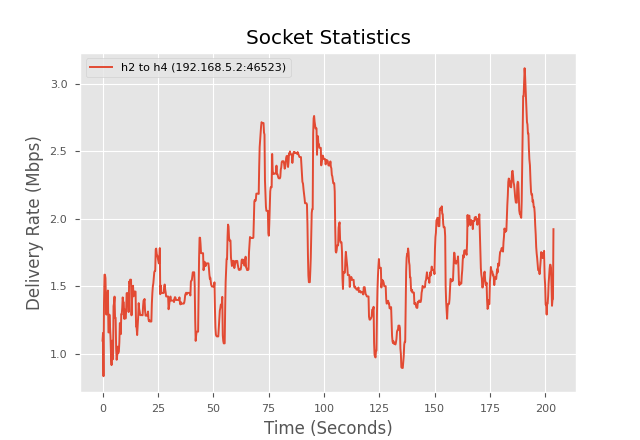 Socket Statistics
h2 to h4 (192.168.5.2:46523)
Delivery Rate (Mbps)
3.0
2.5
2.0
1.5
1.0
0 25 50 75 100 125 150 175 200
Time (Seconds)